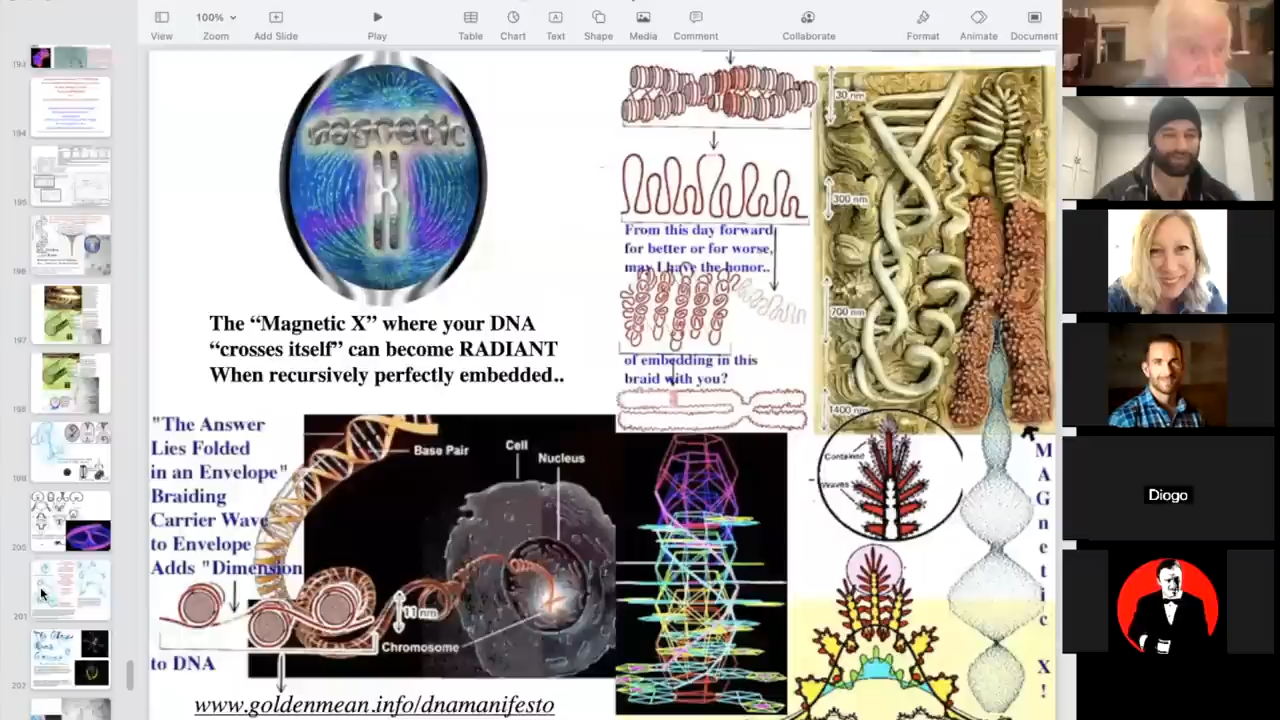 100%
View
Zoom
Add Slide
Play
Table
Chart
Text
Shape
Media
Comment
Collaborate
Format
Animate
Document
193
194
195
196
197
198
199
200
201
202
magnetic
The “Magnetic X” where your DNA
“crosses itself” can become RADIANT
When recursively perfectly embedded..
"The Answer
Lies Folded
in an Envelope"
Braiding
Carrier Wave
to Envelope
Adds "Dimension
to DNA
Base Pair
Cell
Nucleus
11 nm
Chromosome
www.goldenmean.info/dnamanifesto
From this day forward,
for better or for worse,
may I have the honor..
of embedding in this
braid with you?
30 nm
300 nm
700 nm
1400 nm
Contained
Waves
MAGnetic X!
Diogo